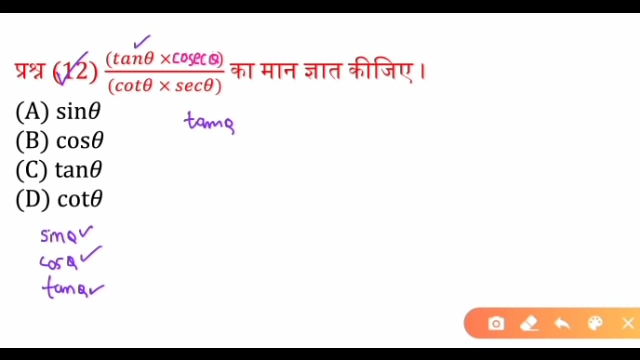 प्रश्न (12) (tanθ × cosecθ) / (cotθ × secθ) का मान ज्ञात कीजिए।
tanθ
(A) sinθ
(B) cosθ
(C) tanθ
(D) cotθ
sinθ ✓
cosθ ✓
tanθ ✓